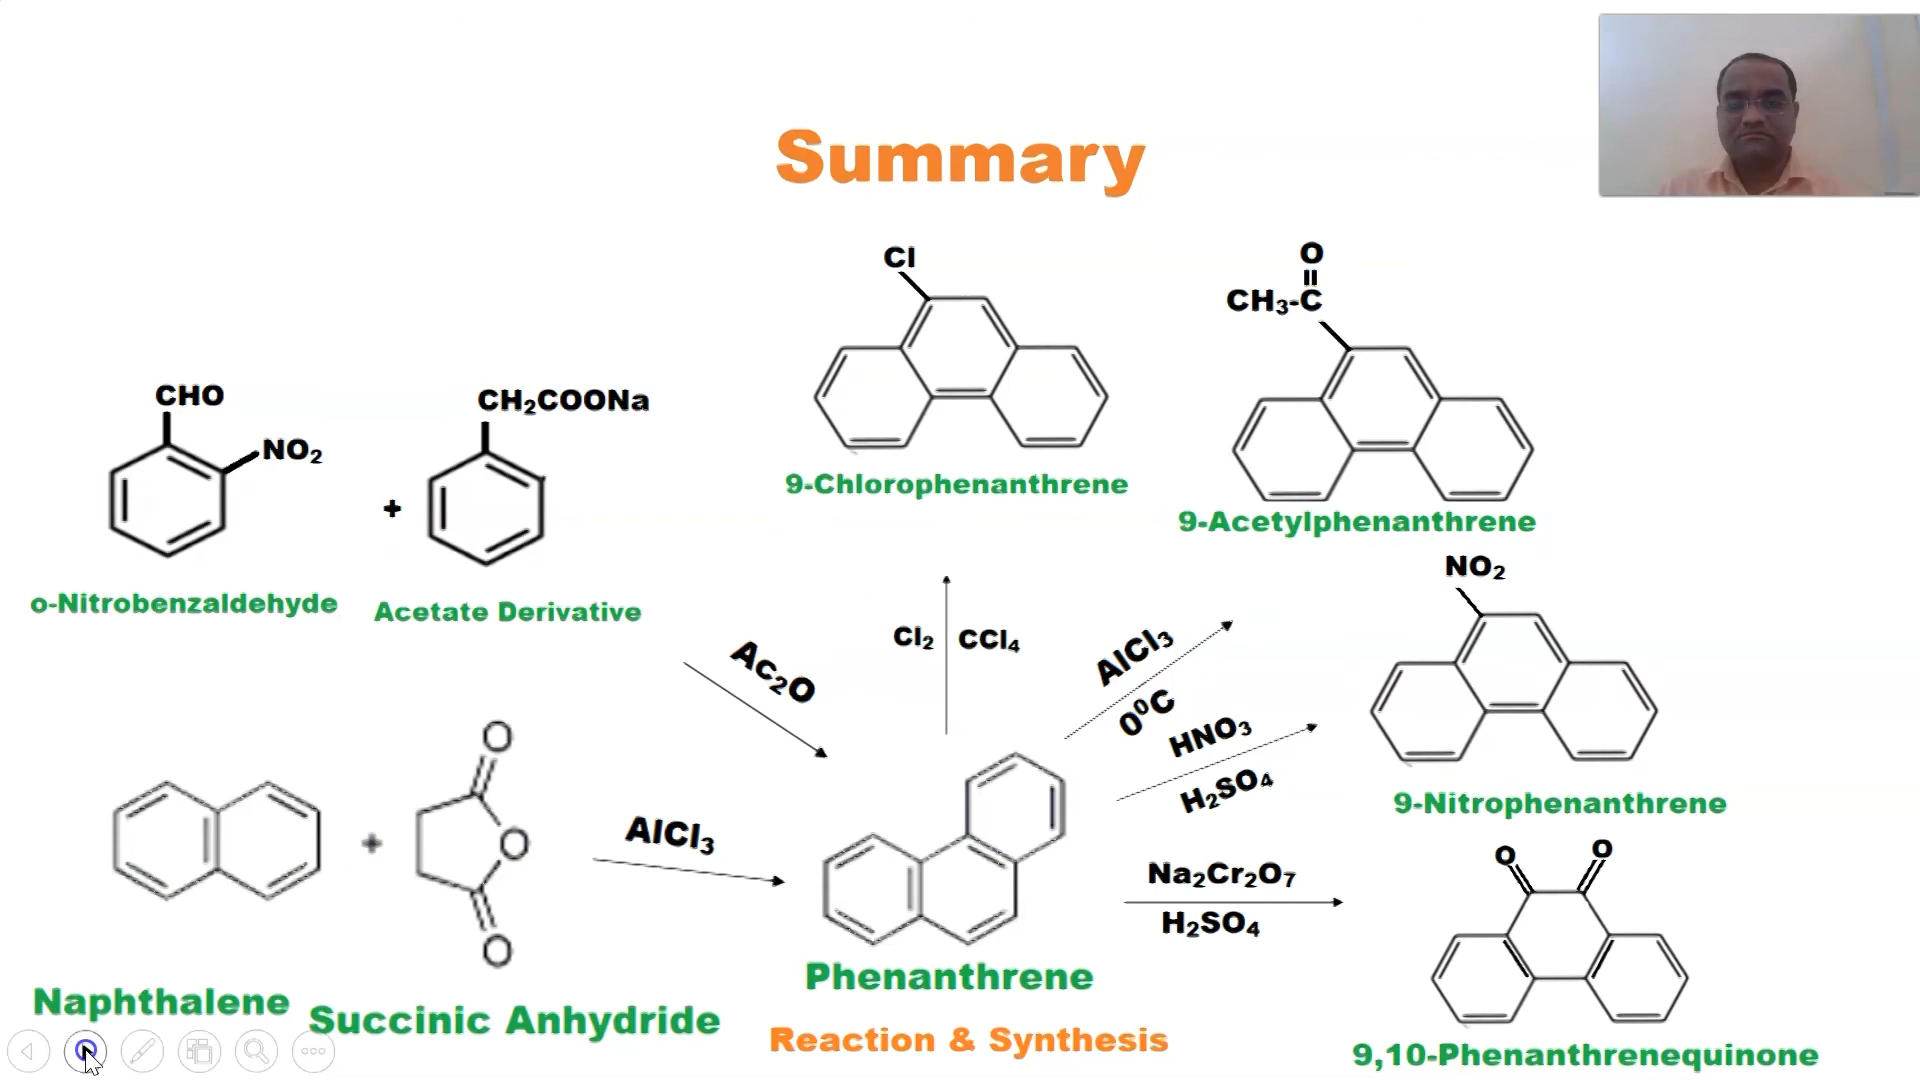 Summary
Cl
O
CH₃-C
CHO
NO₂
CH₂COONa
+
9-Chlorophenanthrene
9-Acetylphenanthrene
o-Nitrobenzaldehyde
Acetate Derivative
NO₂
Cl₂ CCl₄
AlCl₃
0⁰C
Ac₂O
HNO₃
H₂SO₄
9-Nitrophenanthrene
O
O
O
+
AlCl₃
Na₂Cr₂O₇
H₂SO₄
O O
Phenanthrene
Naphthalene
Succinic Anhydride
Reaction & Synthesis
9,10-Phenanthrenequinone